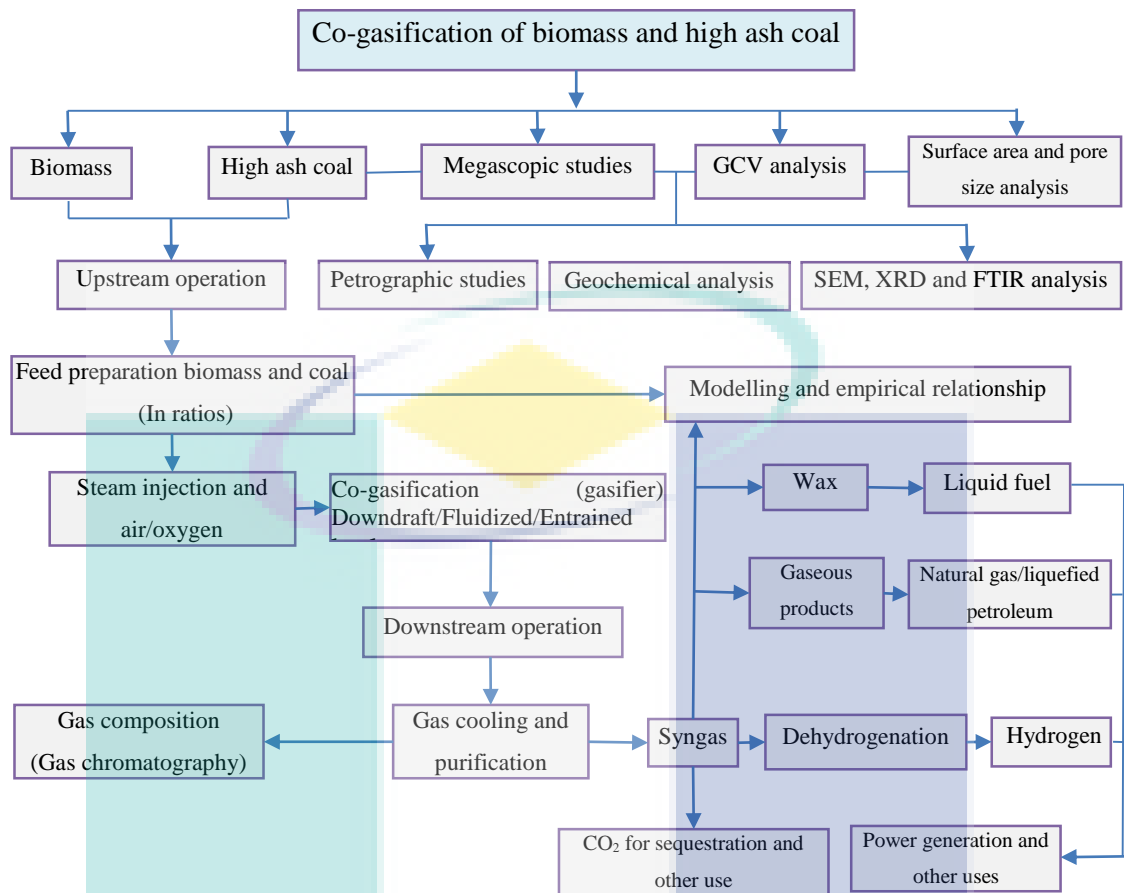 Co-gasification of biomass and high ash coal
Biomass
High ash coal
Megascopic studies
GCV analysis
Surface area and pore
size analysis
Upstream operation
Petrographic studies
Geochemical analysis
SEM, XRD and FTIR analysis
Feed preparation biomass and coal
(In ratios)
Modelling and empirical relationship
Steam injection and
air/oxygen
Co-gasification (gasifier)
Downdraft/Fluidized/Entrained
Wax
Liquid fuel
Gaseous
products
Natural gas/liquefied
petroleum
Downstream operation
Gas composition
(Gas chromatography)
Gas cooling and
purification
Syngas
Dehydrogenation
Hydrogen
CO₂ for sequestration and
other use
Power generation and
other uses